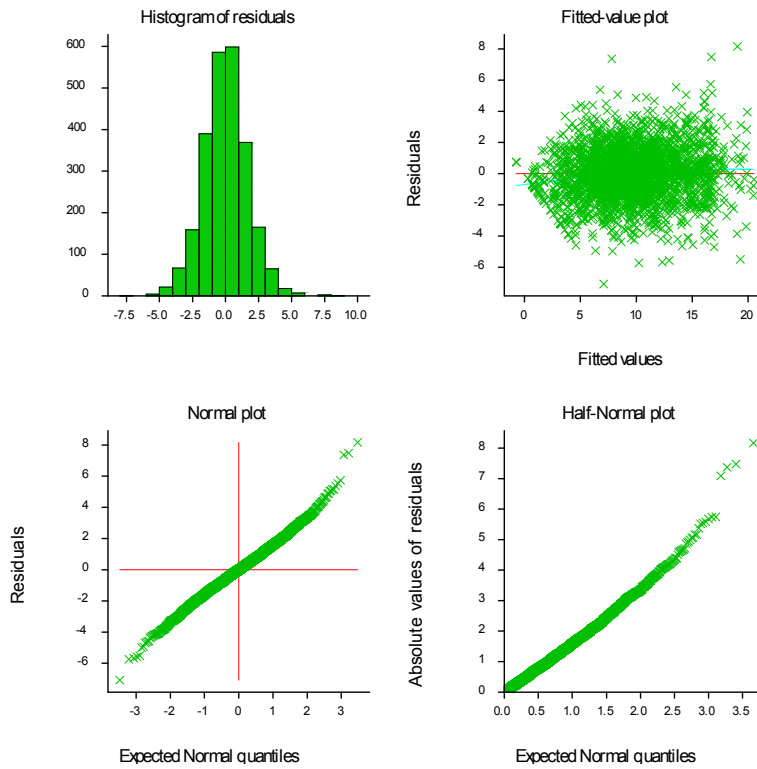 Histogram of residuals
600
500
400
300
200
100
0
-7.5 -5.0 -2.5 0.0 2.5 5.0 7.5 10.0
Fitted-value plot
Residuals
8
6
4
2
0
-2
-4
-6
0 5 10 15 20
Fitted values
Normal plot
Residuals
8
6
4
2
0
-2
-4
-6
-3 -2 -1 0 1 2 3
Expected Normal quantiles
Half-Normal plot
Absolute values of residuals
8
7
6
5
4
3
2
1
0
0.0 0.5 1.0 1.5 2.0 2.5 3.0 3.5
Expected Normal quantiles